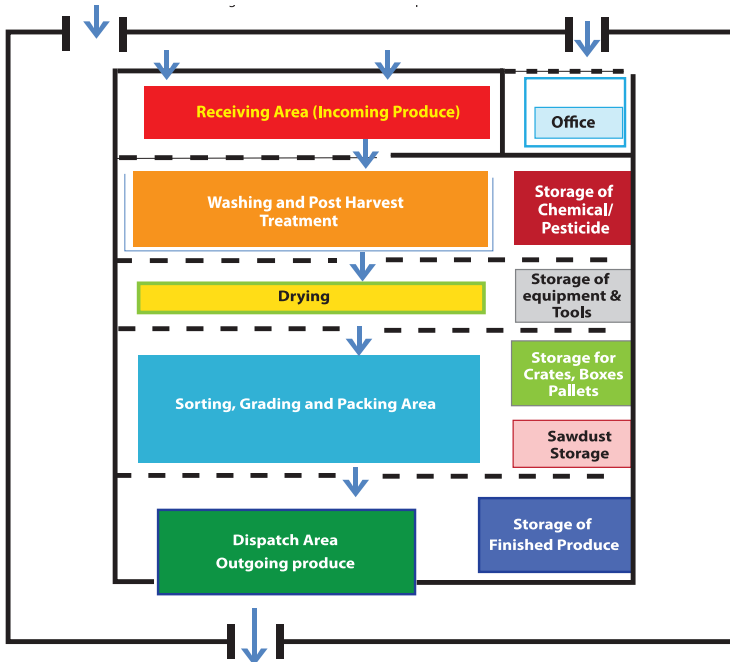 Receiving Area (Incoming Produce)
Office
Washing and Post Harvest
Treatment
Storage of
Chemical/
Pesticide
Drying
Storage of
equipment &
Tools
Sorting, Grading and Packing Area
Storage for
Crates, Boxes
Pallets
Sawdust
Storage
Dispatch Area
Outgoing produce
Storage of
Finished Produce